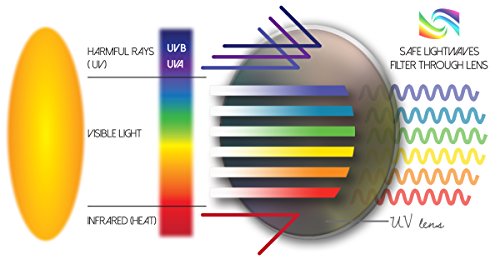 HARMFUL RAYS
(UV)
UVB
UVA
SAFE LIGHTWAVES
FILTER THROUGH LENS
VISIBLE LIGHT
INFRARED (HEAT)
UV lens